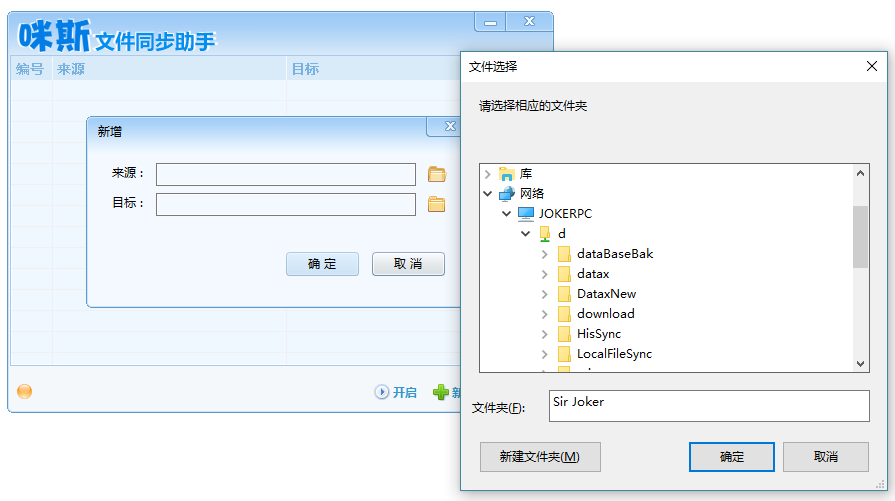 咪斯 文件同步助手
编号 来源 目标
新增
来源：
目标：
确 定 取 消
开启 新
文件选择
请选择相应的文件夹
库
网络
JOKERPC
d
dataBaseBak
datax
DataxNew
download
HisSync
LocalFileSync
文件夹(F): Sir Joker
新建文件夹(M) 确定 取消